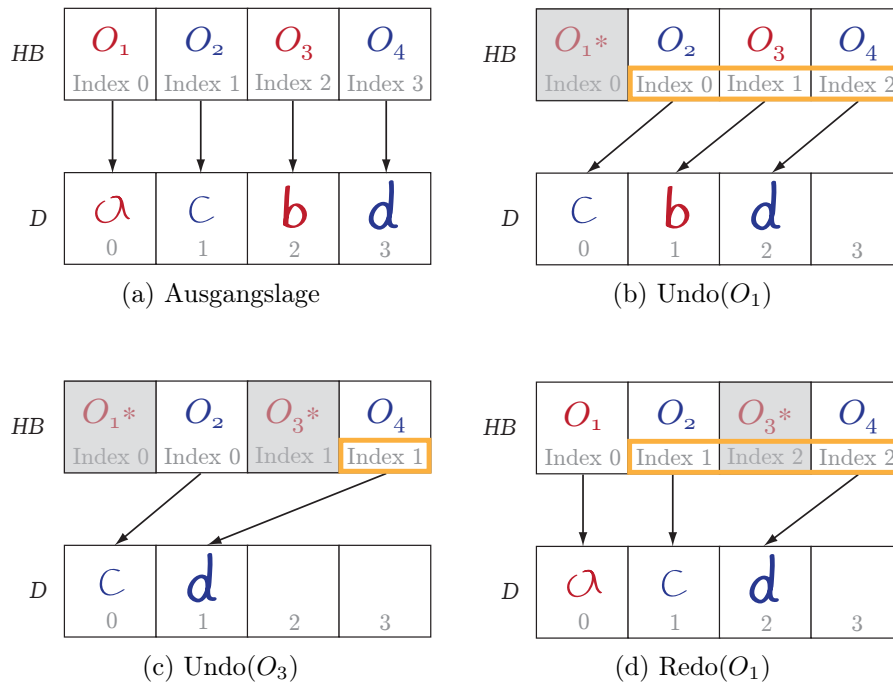 HB O₁ O₂ O₃ O₄
Index 0 Index 1 Index 2 Index 3
D a c b d
0 1 2 3
(a) Ausgangslage
HB O₁* O₂ O₃ O₄
Index 0 Index 0 Index 1 Index 2
D c b d
0 1 2 3
(b) Undo(O₁)
HB O₁* O₂ O₃* O₄
Index 0 Index 0 Index 1 Index 1
D c d
0 1 2 3
(c) Undo(O₃)
HB O₁ O₂ O₃* O₄
Index 0 Index 1 Index 2 Index 2
D a c d
0 1 2 3
(d) Redo(O₁)